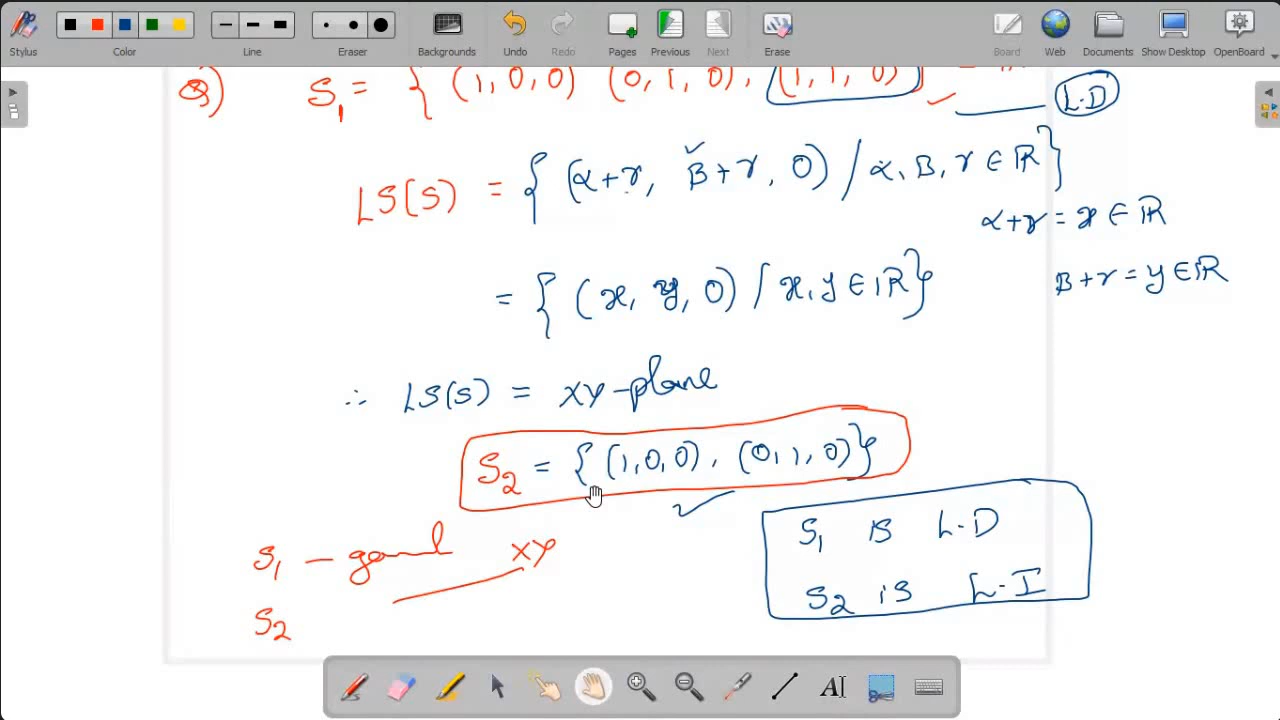 Stylus Color Line Eraser Backgrounds Undo Redo Pages Previous Next Erase Board Web Documents Show Desktop OpenBoard
Q) S₁ = { (1, 0, 0) (0, 1, 0), (1, 1, 0) }
L·D
LS(S) = { (α+γ, β+γ, 0) / α, β, γ ∈ ℝ }
α+γ = x ∈ ℝ
= { (x, y, 0) / x, y ∈ ℝ }
β+γ = y ∈ ℝ
∴ LS(S) = XY-plane
S₂ = { (1, 0, 0), (0, 1, 0) }
S₁ is L·D
S₁ – XY
S₂ is L·I
S₂